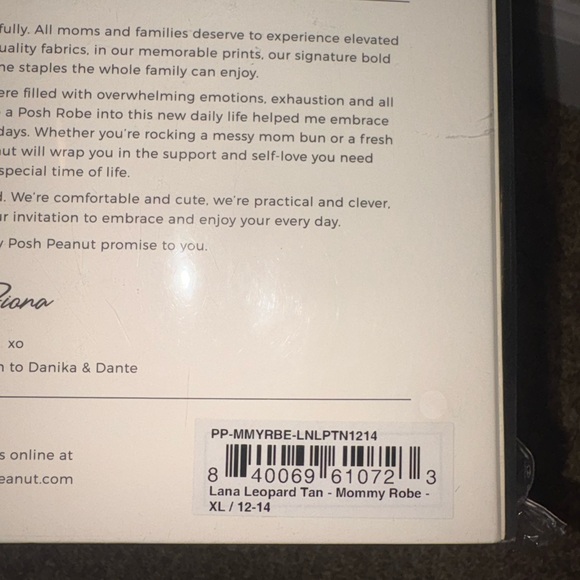 fully. All moms and families deserve to experience elevated
uality fabrics, in our memorable prints, our signature bold
ne staples the whole family can enjoy.
ere filled with overwhelming emotions, exhaustion and all
a Posh Robe into this new daily life helped me embrace
days. Whether you're rocking a messy mom bun or a fresh
ut will wrap you in the support and self-love you need
special time of life.
d. We're comfortable and cute, we're practical and clever,
ur invitation to embrace and enjoy your every day.
y Posh Peanut promise to you.
Fiona
xo
n to Danika & Dante
s online at
eanut.com
PP-MMYRBE-LNLPTN1214
8 40069 61072 3
Lana Leopard Tan - Mommy Robe -
XL / 12-14